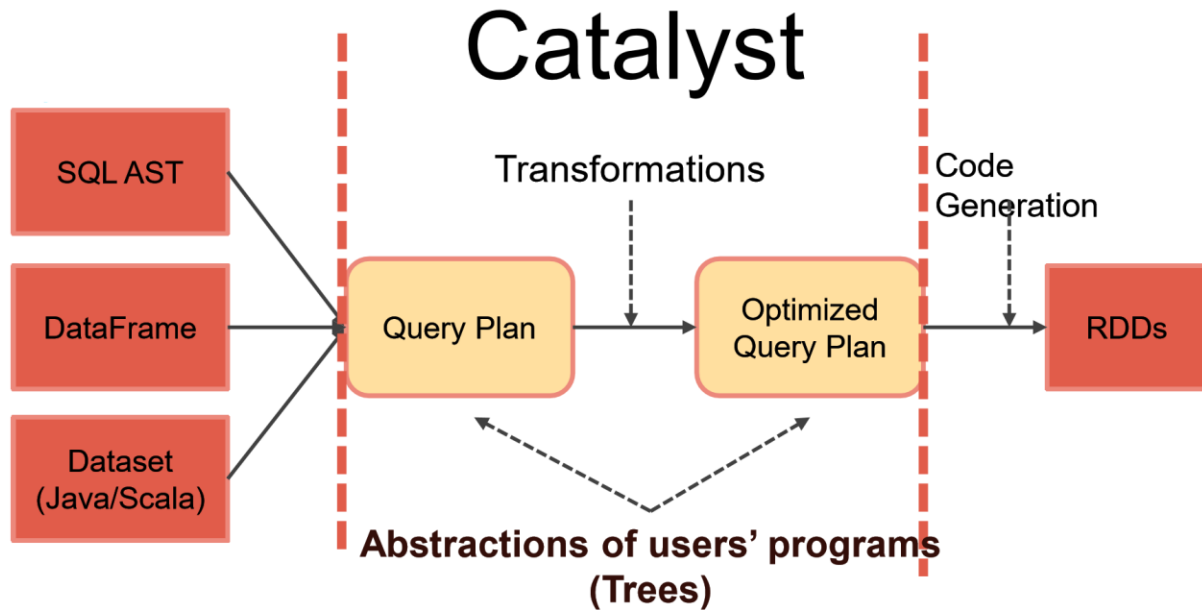 Catalyst
SQL AST
DataFrame
Dataset
(Java/Scala)
Transformations
Query Plan
Optimized
Query Plan
Code
Generation
RDDs
Abstractions of users’ programs
(Trees)